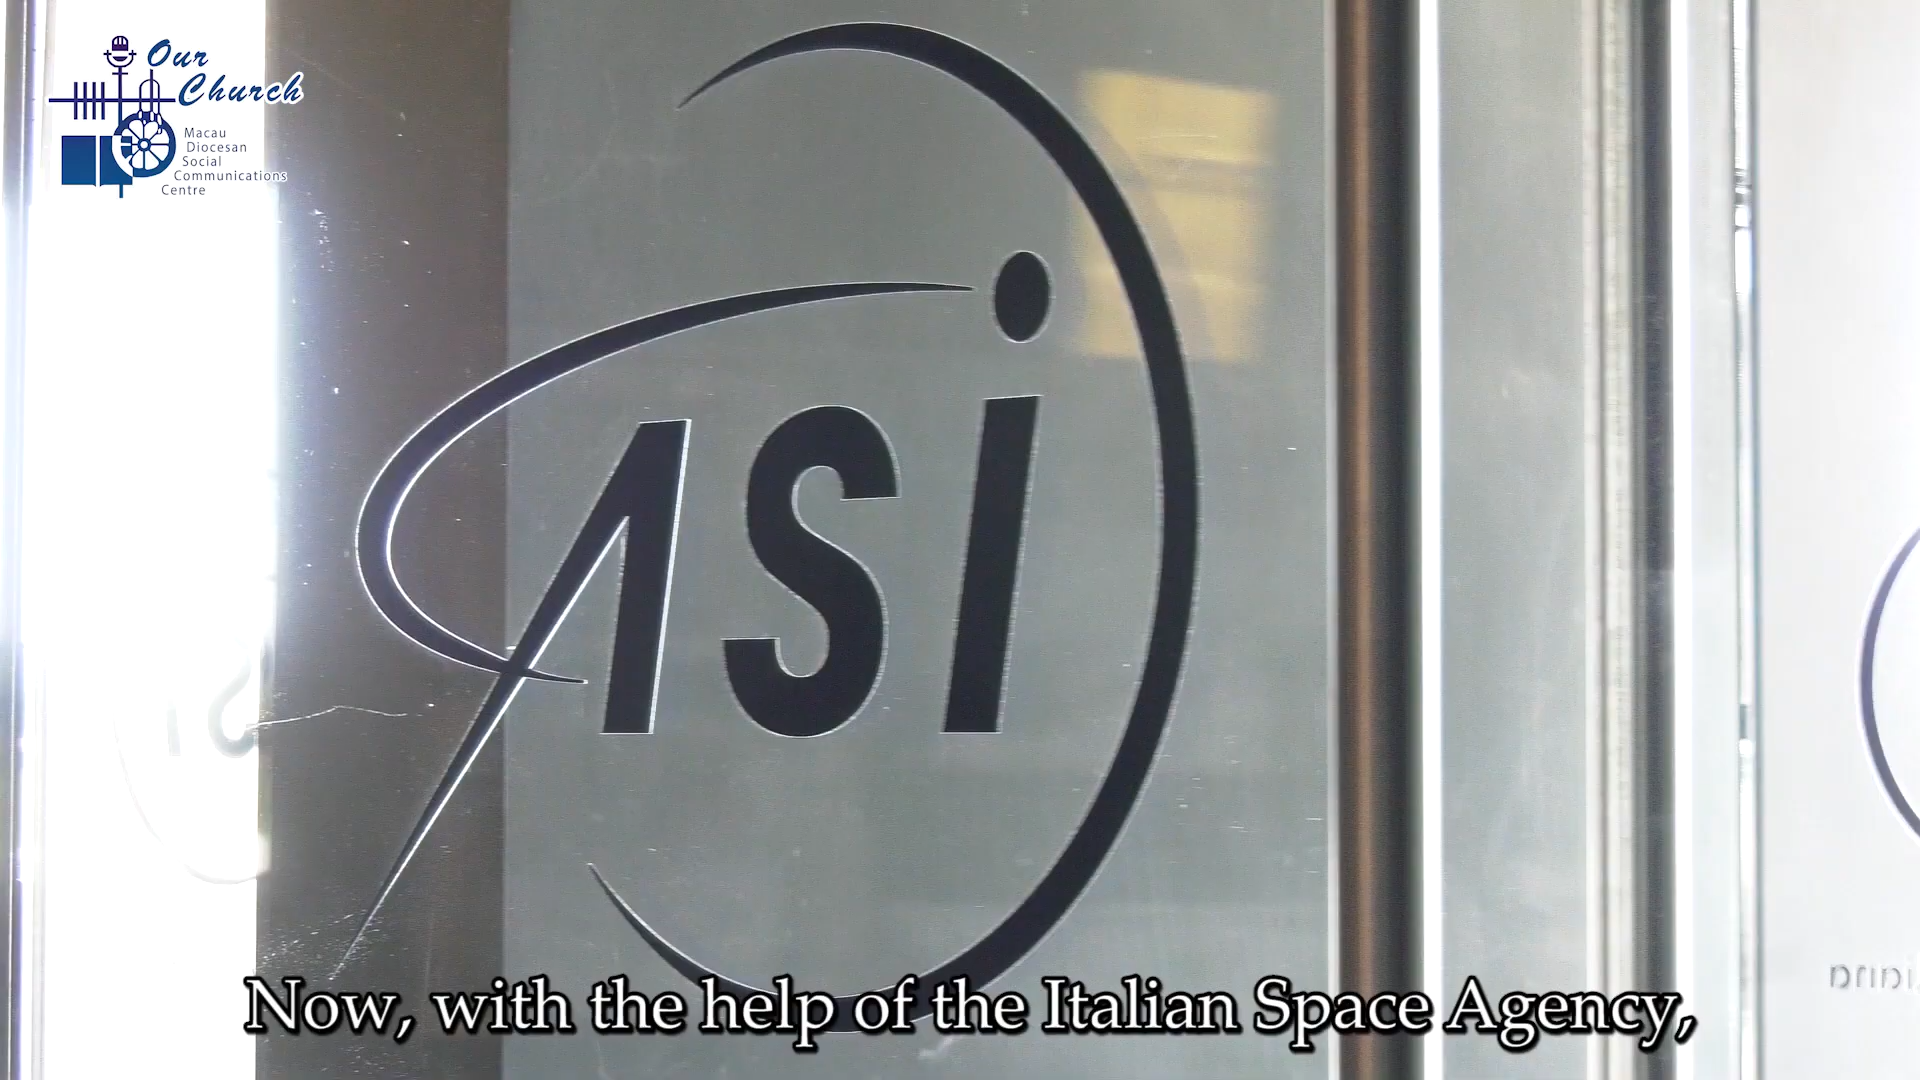 Our
Church
Macau
Diocesan
Social
Communications
Centre
ASI
Now, with the help of the Italian Space Agency,